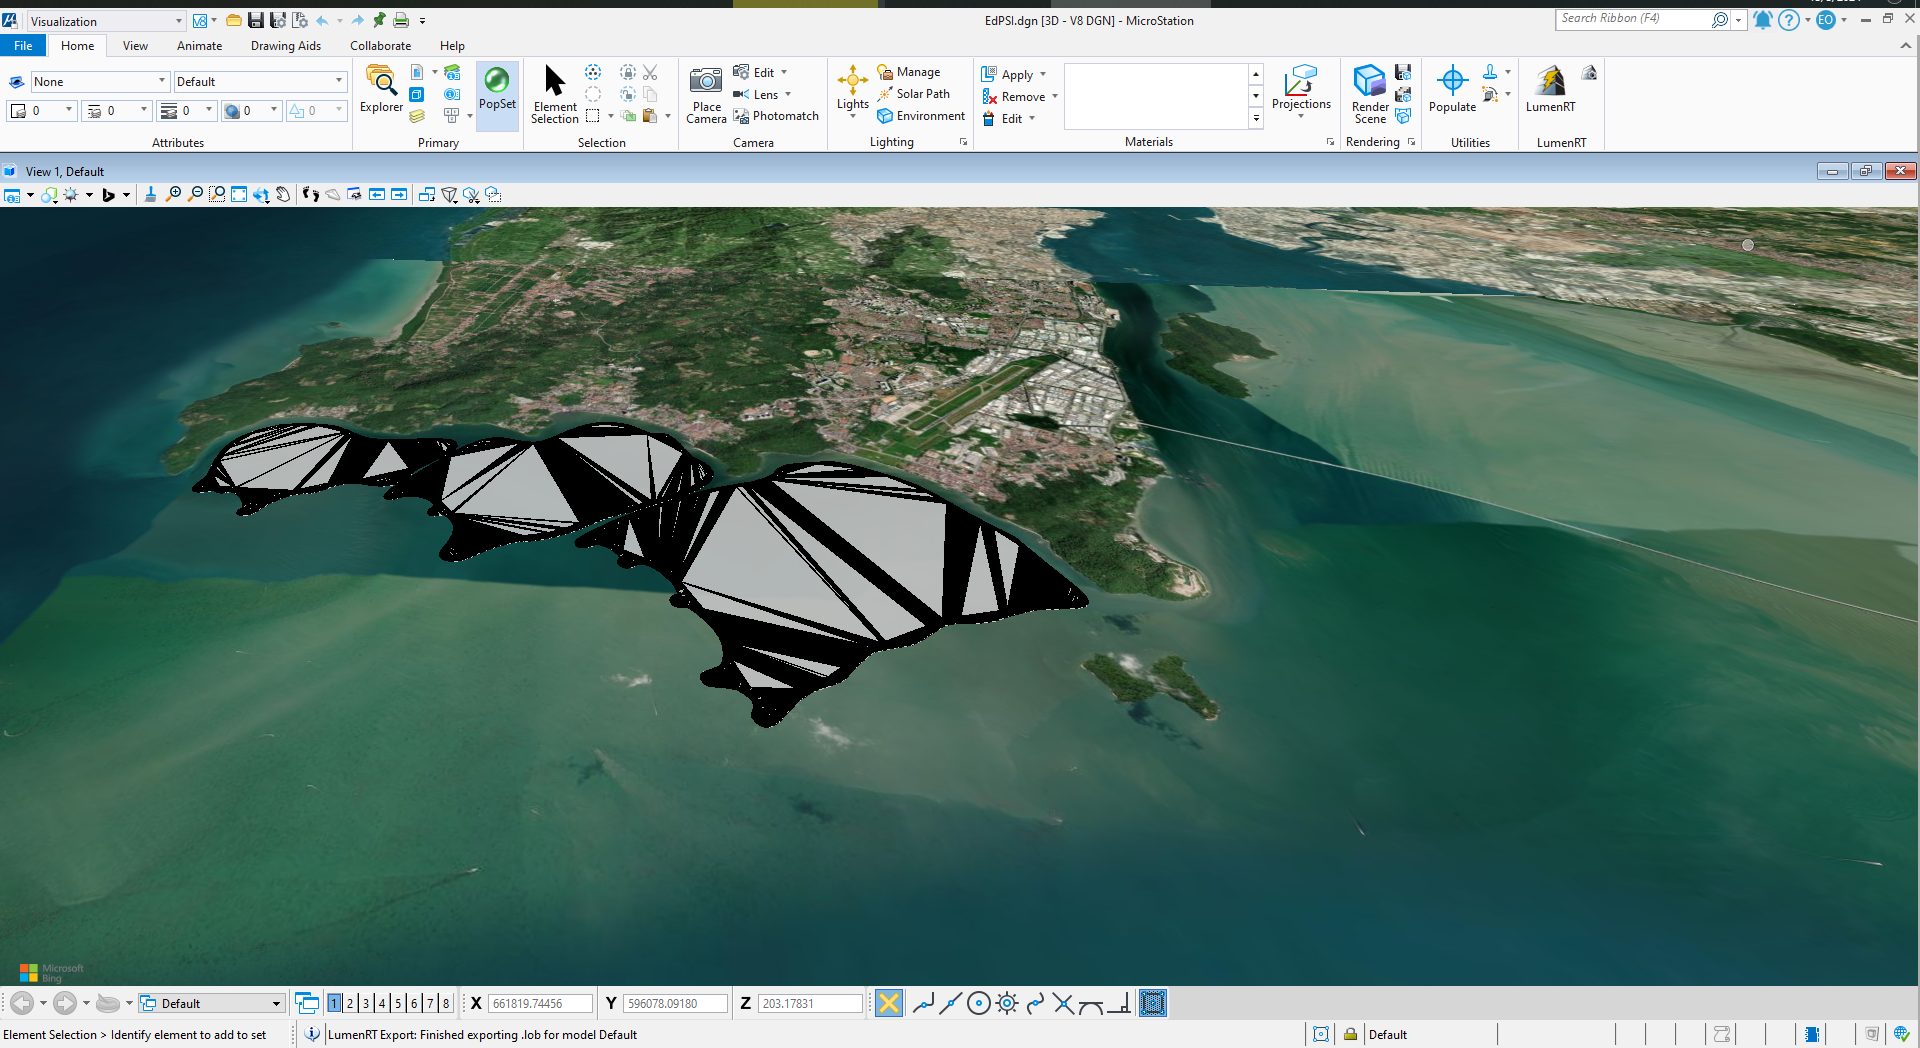 Visualization
EdPSI.dgn [3D - V8 DGN] - MicroStation
Search Ribbon (F4)
EO
File
Home
View
Animate
Drawing Aids
Collaborate
Help
None
Default
0
0
0
0
0
Attributes
Explorer
PopSet
Primary
Element Selection
Selection
Place Camera
Edit
Lens
Photomatch
Camera
Lights
Manage
Solar Path
Environment
Lighting
Apply
Remove
Edit
Materials
Projections
Render Scene
Rendering
Populate
Utilities
LumenRT
LumenRT
View 1, Default
Microsoft
Bing
Default
1 2 3 4 5 6 7 8
X 661819.74456
Y 596078.09180
Z 203.17831
Element Selection > Identify element to add to set
LumenRT Export: Finished exporting .lob for model Default
Default